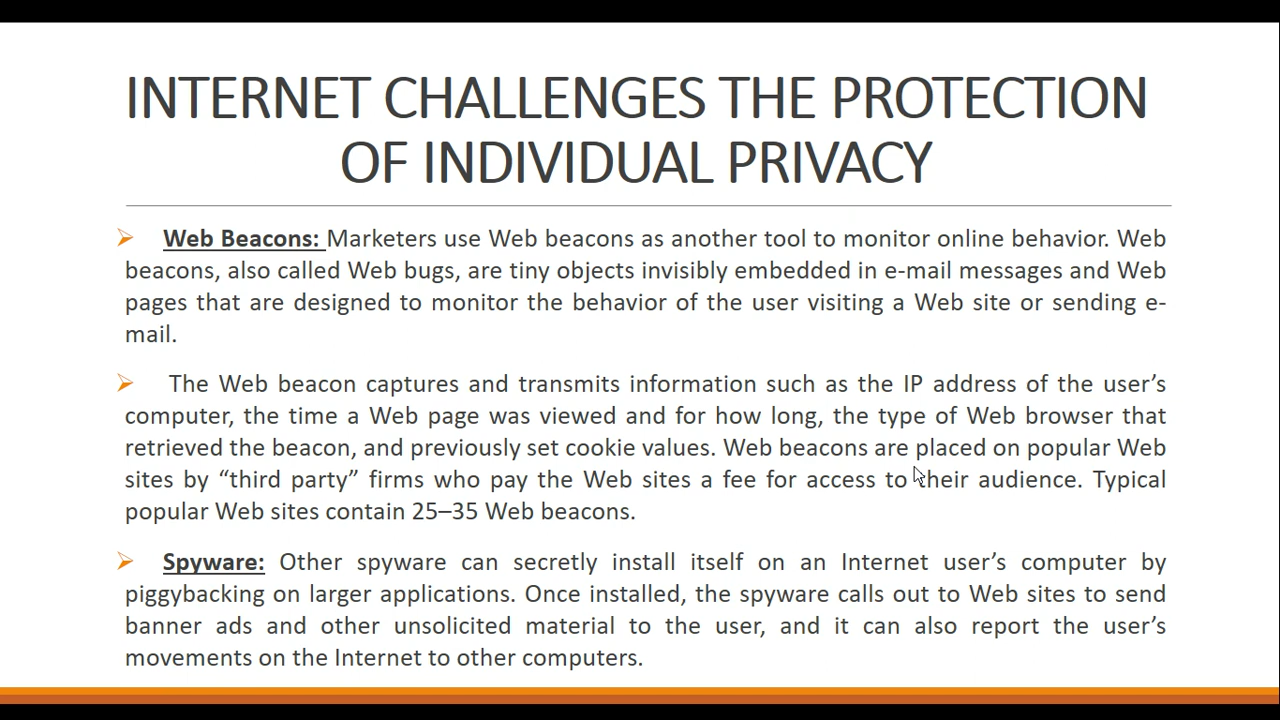 INTERNET CHALLENGES THE PROTECTION
OF INDIVIDUAL PRIVACY
Web Beacons: Marketers use Web beacons as another tool to monitor online behavior. Web
beacons, also called Web bugs, are tiny objects invisibly embedded in e-mail messages and Web
pages that are designed to monitor the behavior of the user visiting a Web site or sending e-
mail.
The Web beacon captures and transmits information such as the IP address of the user’s
computer, the time a Web page was viewed and for how long, the type of Web browser that
retrieved the beacon, and previously set cookie values. Web beacons are placed on popular Web
sites by “third party” firms who pay the Web sites a fee for access to their audience. Typical
popular Web sites contain 25–35 Web beacons.
Spyware: Other spyware can secretly install itself on an Internet user’s computer by
piggybacking on larger applications. Once installed, the spyware calls out to Web sites to send
banner ads and other unsolicited material to the user, and it can also report the user’s
movements on the Internet to other computers.